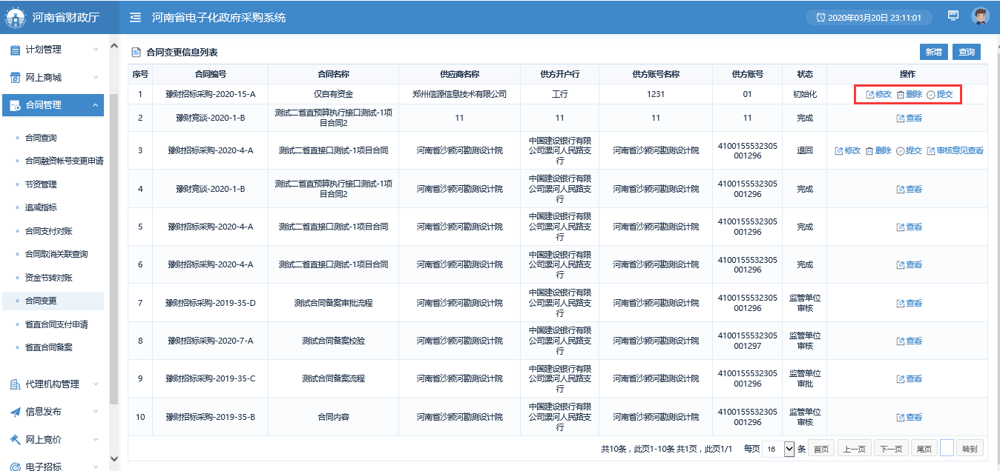 河南省财政厅
河南省电子化政府采购系统
2020年03月20日 23:11:01
计划管理
网上商城
合同管理
合同查询
合同融资帐号变更申请
节资管理
追减指标
合同支付对账
合同取消关联查询
资金节转对账
合同变更
省直合同支付申请
省直合同备案
代理机构管理
信息发布
网上竞价
电子招标
合同变更信息列表
新增 查询
序号 合同编号 合同名称 供应商名称 供方开户行 供方账号名称 供方账号 状态 操作
1 豫财招标采购-2020-15-A 仅自有资金 郑州信源信息技术有限公司 工行 1231 01 初始化 修改 删除 提交
2 豫财竞谈-2020-1-B 测试二省直预算执行接口测试-1项
目合同2 11 11 11 11 完成 查看
3 豫财招标采购-2020-4-A 测试二省直接口测试-1项目合同 河南省沙颍河勘测设计院 中国建设银行有限
公司漯河人民路支
行 河南省沙颍河勘测设计院 4100155532305
001296 退回 修改 删除 提交 审核意见查看
4 豫财竞谈-2020-1-B 测试二省直预算执行接口测试-1项
目合同2 河南省沙颍河勘测设计院 中国建设银行有限
公司漯河人民路支
行 河南省沙颍河勘测设计院 4100155532305
001296 完成 查看
5 豫财招标采购-2020-4-A 测试二省直接口测试-1项目合同 河南省沙颍河勘测设计院 中国建设银行有限
公司漯河人民路支
行 河南省沙颍河勘测设计院 4100155532305
001296 完成 查看
6 豫财招标采购-2020-4-A 测试二省直接口测试-1项目合同 河南省沙颍河勘测设计院 中国建设银行有限
公司漯河人民路支
行 河南省沙颍河勘测设计院 4100155532305
001296 完成 查看
7 豫财招标采购-2019-35-D 测试合同备案审批流程 河南省沙颍河勘测设计院 中国建设银行有限
公司漯河人民路支
行 河南省沙颍河勘测设计院 4100155532305
001296 监管单位
审核 查看
8 豫财招标采购-2020-7-A 测试合同备案校验 河南省沙颍河勘测设计院 中国建设银行有限
公司漯河人民路支
行 河南省沙颍河勘测设计院 4100155532305
001297 监管单位
审核 查看
9 豫财招标采购-2019-35-C 测试合同备案流程 河南省沙颍河勘测设计院 中国建设银行有限
公司漯河人民路支
行 河南省沙颍河勘测设计院 4100155532305
001296 监管单位
审批 查看
10 豫财招标采购-2019-35-B 合同内容 河南省沙颍河勘测设计院 中国建设银行有限
公司漯河人民路支
行 河南省沙颍河勘测设计院 4100155532305
001296 监管单位
审核 查看
共10条，此页1-10条 共1页，此页1/1 每页 16 条 首页 上一页 下一页 尾页 转到